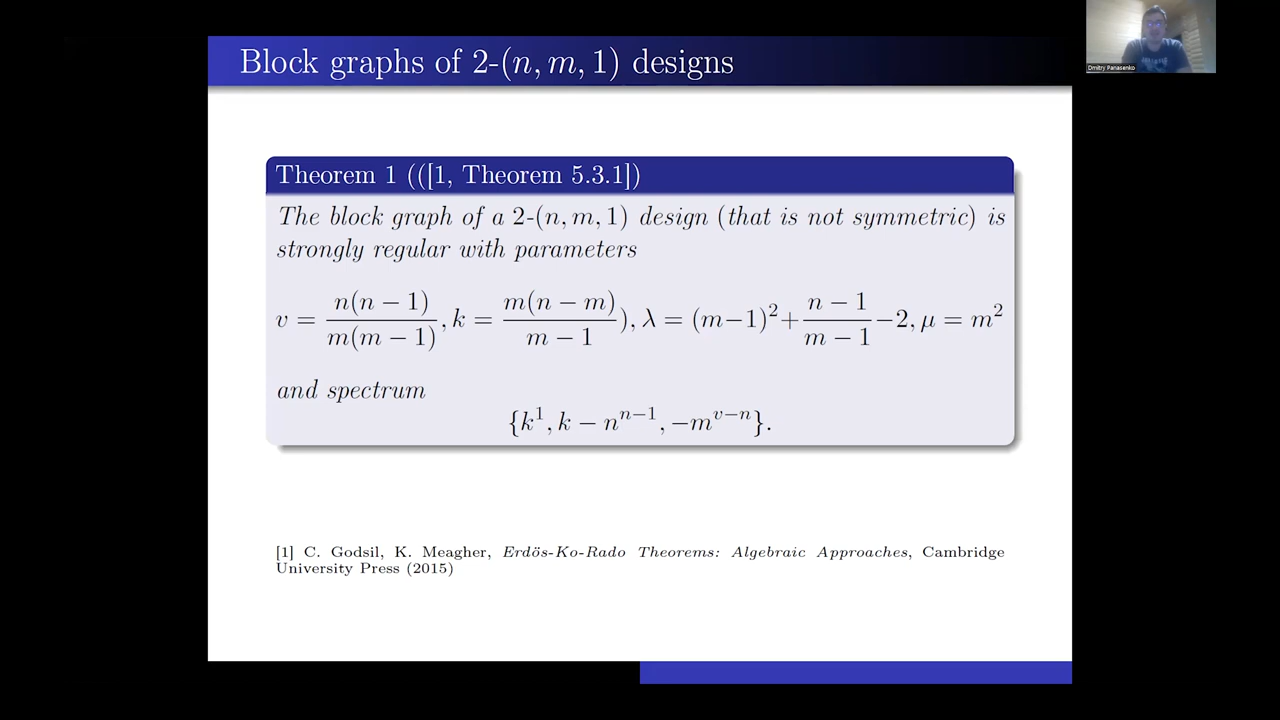 Block graphs of 2-(n, m, 1) designs
Dmitry Panasenko
Theorem 1 (([1, Theorem 5.3.1])
The block graph of a 2-(n, m, 1) design (that is not symmetric) is
strongly regular with parameters
v = \frac{n(n − 1)}{m(m − 1)}, k = \frac{m(n − m)}{m − 1}), λ = (m−1)^2 + \frac{n − 1}{m − 1} − 2, μ = m^2
and spectrum
{k^1, k − n^{n−1}, −m^{v−n}}.
[1] C. Godsil, K. Meagher, Erdös-Ko-Rado Theorems: Algebraic Approaches, Cambridge
University Press (2015)